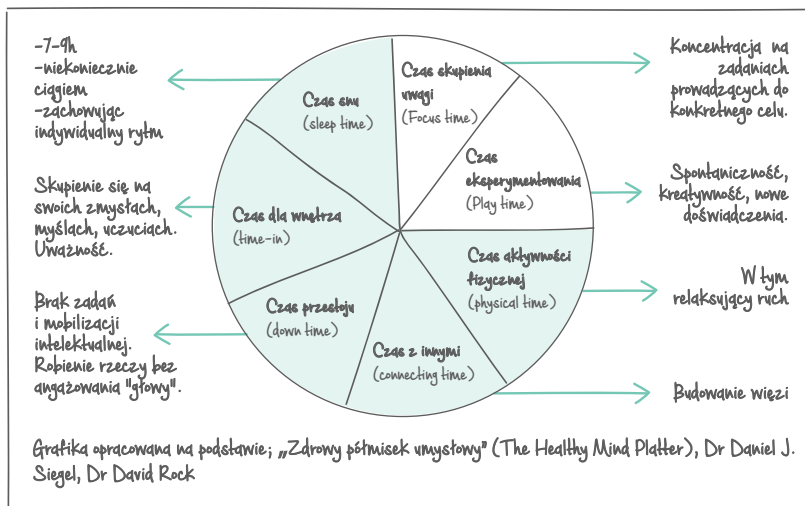 -7-9h
-niekoniecznie
ciągiem
-zachowując
indywidualny rytm
Skupienie się na
swoich zmysłach,
myślach, uczuciach.
Uważność.
Brak zadań
i mobilizacji
intelektualnej.
Robienie rzeczy bez
angażowania "głowy".
Czas snu
(sleep time)
Czas skupienia
uwagi
(Focus time)
Czas
eksperymentowania
(Play time)
Czas dla wnętrza
(time-in)
Czas aktywności
fizycznej
(physical time)
Czas przestoju
(down time)
Czas z innymi
(connecting time)
Koncentracja na
zadaniach
prowadzących do
konkretnego celu.
Spontaniczność,
kreatywność, nowe
doświadczenia.
W tym
relaksujący ruch
Budowanie więzi
Grafika opracowana na podstawie; „Zdrowy półmisek umysłowy" (The Healthy Mind Platter), Dr Daniel J.
Siegel, Dr David Rock